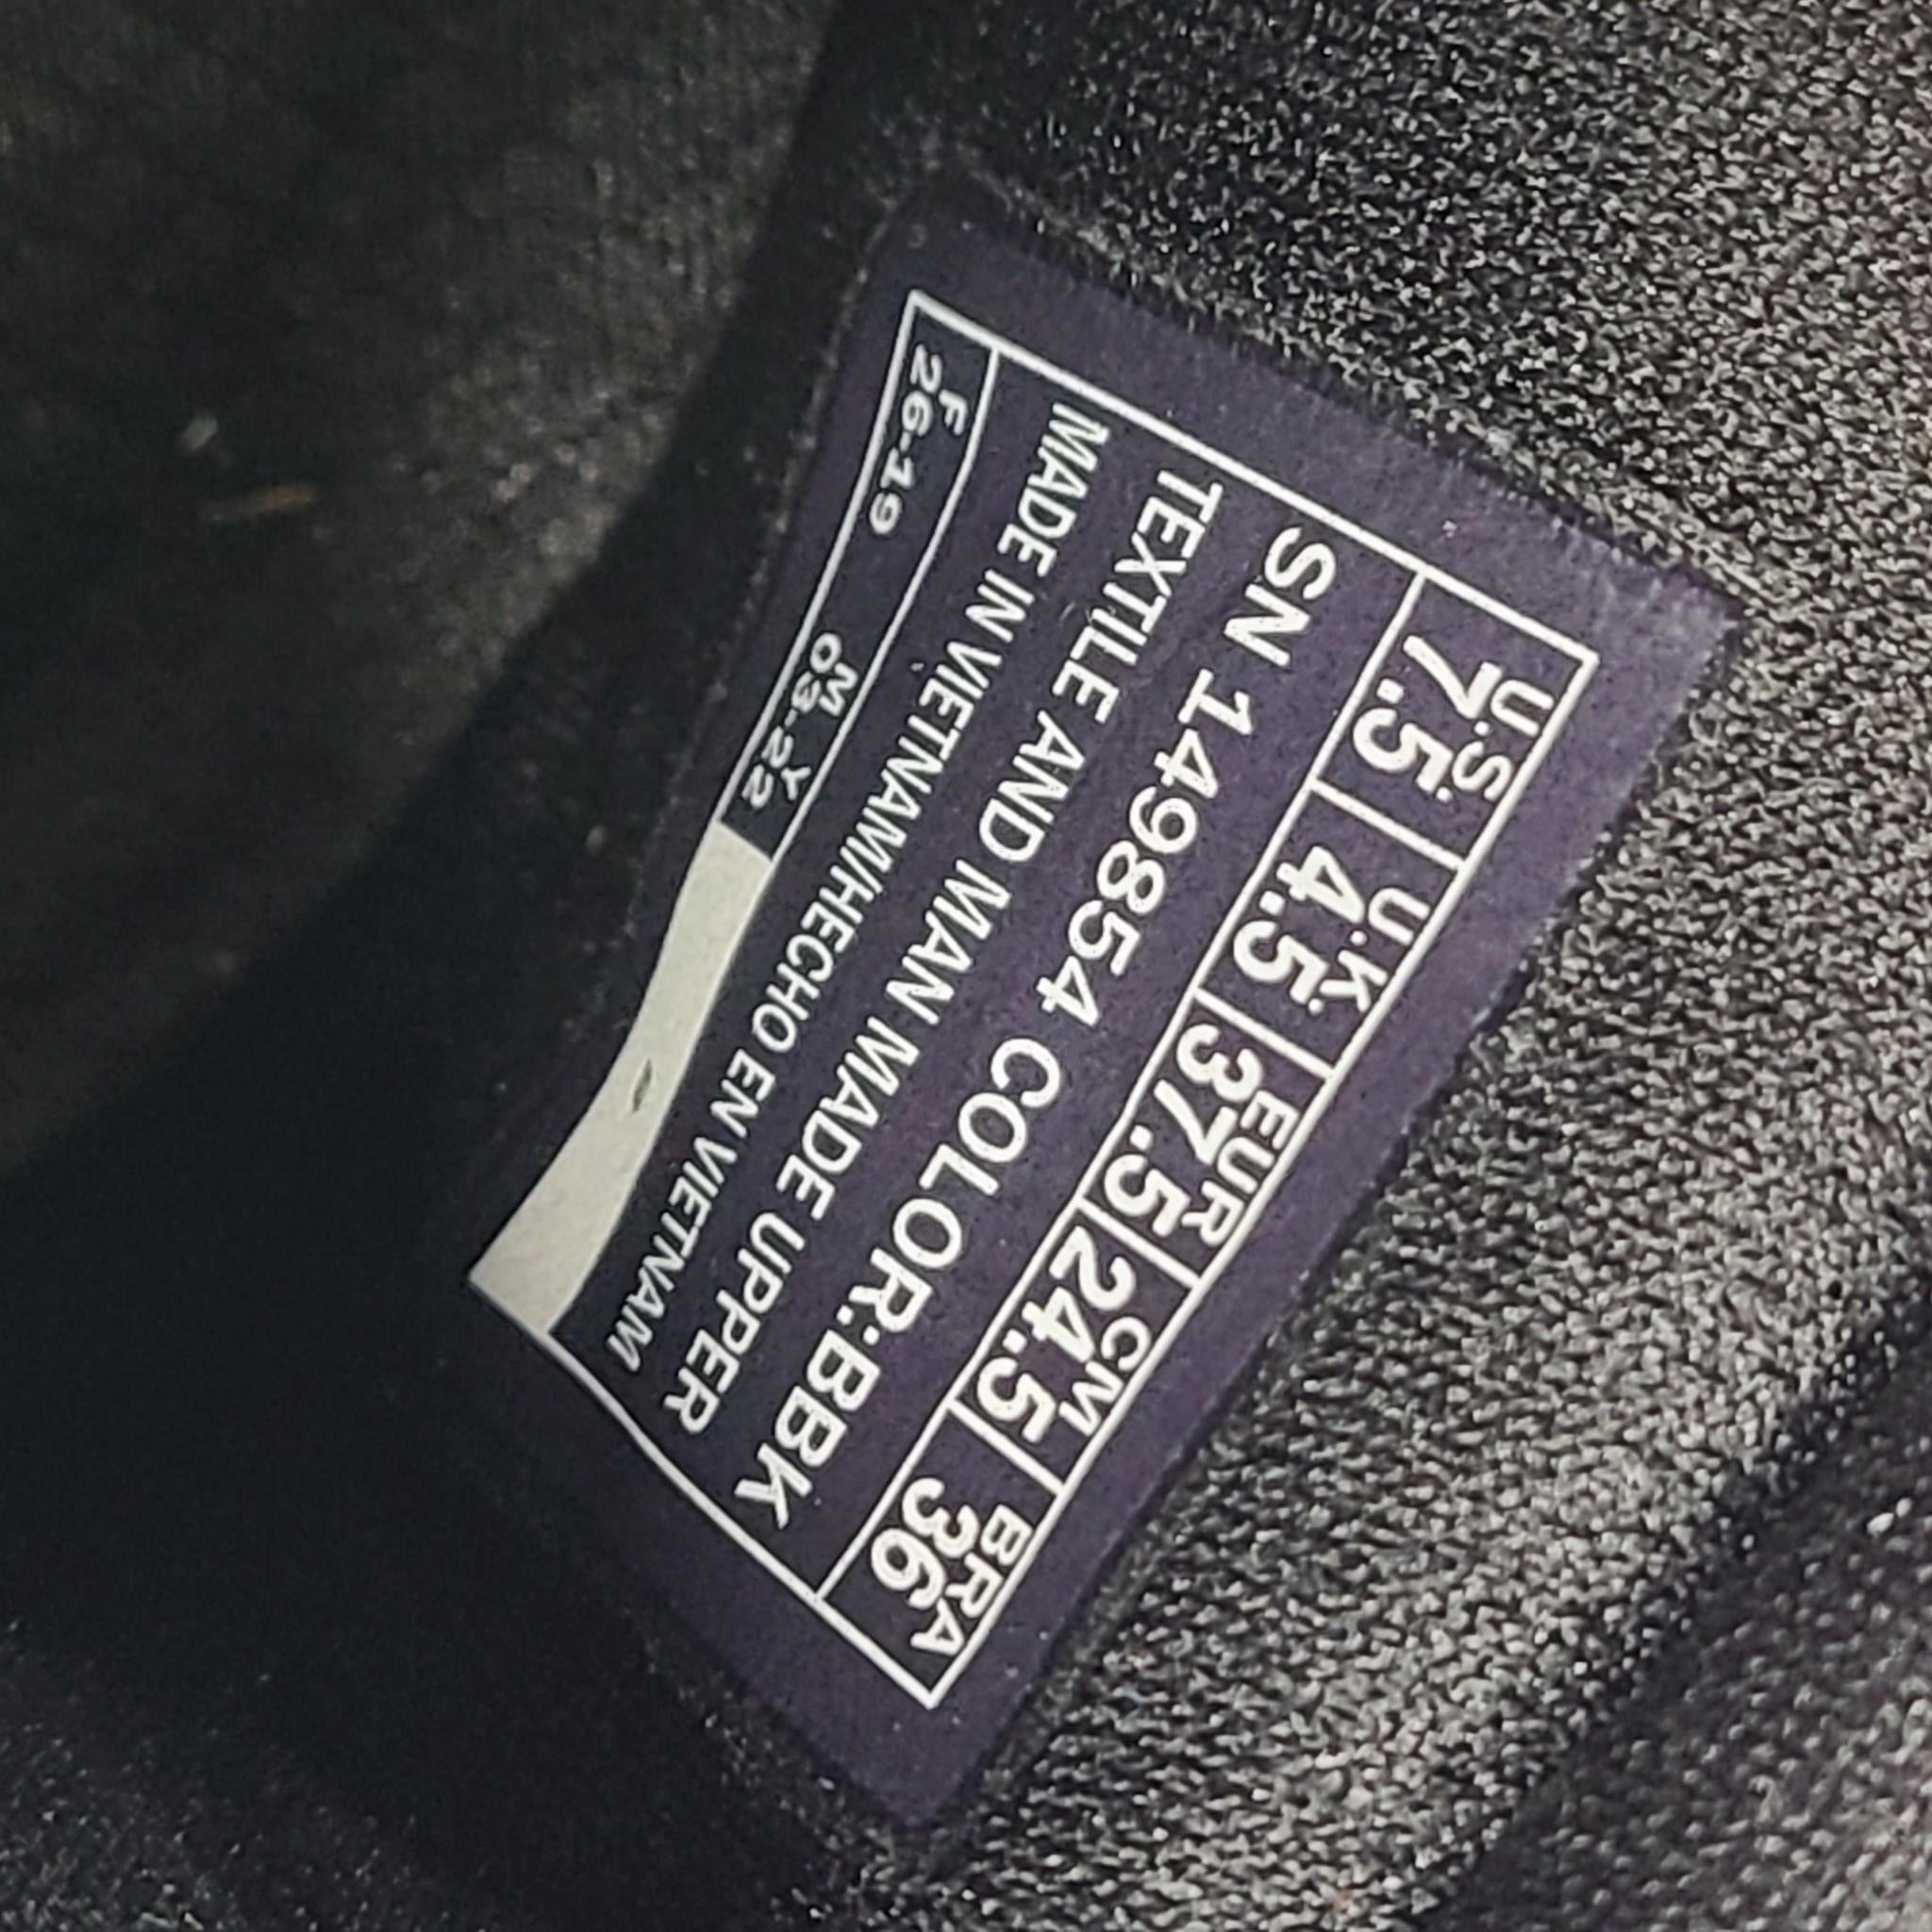 U.S. U.K. EUR CM BRA
7.5 4.5 37.5 24.5 36
SN 149854 COLOR:BBK
TEXTILE AND MAN MADE UPPER
MADE IN VIETNAM/HECHO EN VIETNAM
F M Y
26-19 03-22